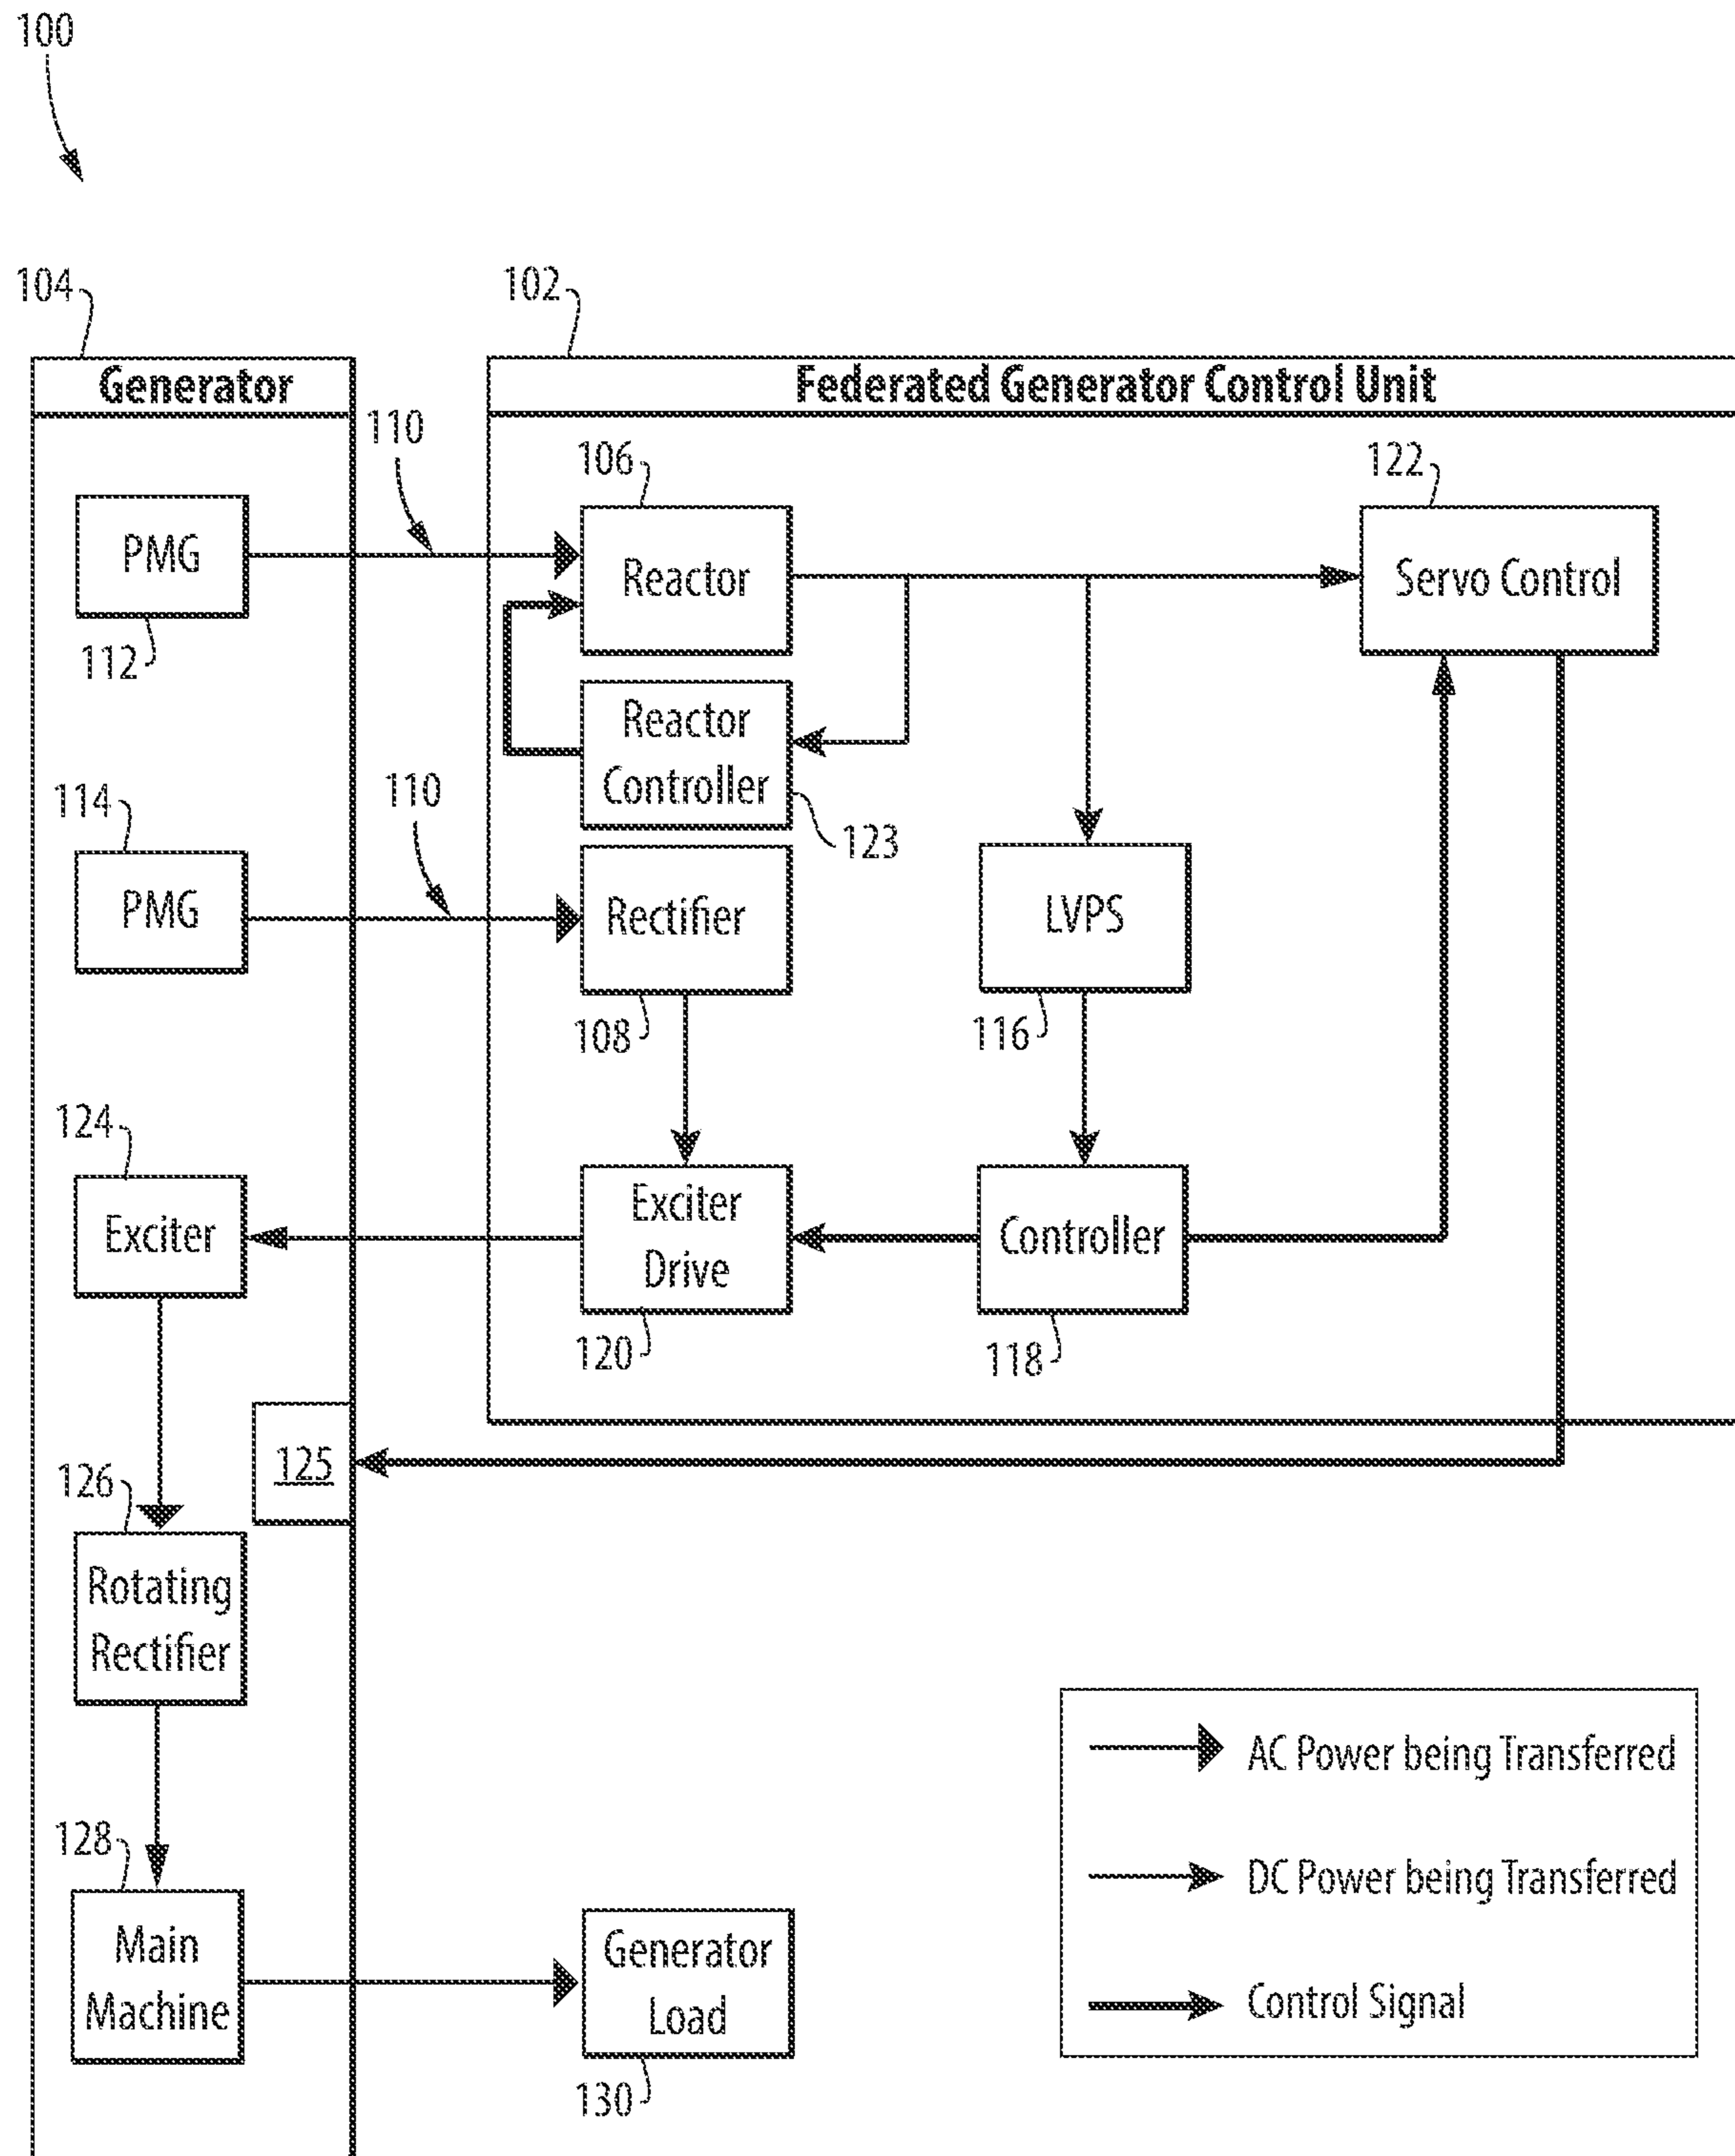 100
104
102
Generator
Federated Generator Control Unit
110
106
122
PMG
Reactor
Servo Control
112
Reactor
Controller
123
114
110
PMG
Rectifier
LVPS
108
116
124
Exciter
Exciter
Drive
Controller
120
118
125
126
Rotating
Rectifier
AC Power being Transferred
128
DC Power being Transferred
Main
Machine
Generator
Load
Control Signal
130